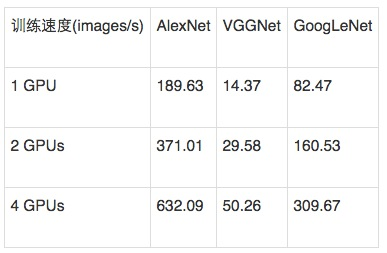 训练速度(images/s) AlexNet VGGNet GoogLeNet
1 GPU 189.63 14.37 82.47
2 GPUs 371.01 29.58 160.53
4 GPUs 632.09 50.26 309.67